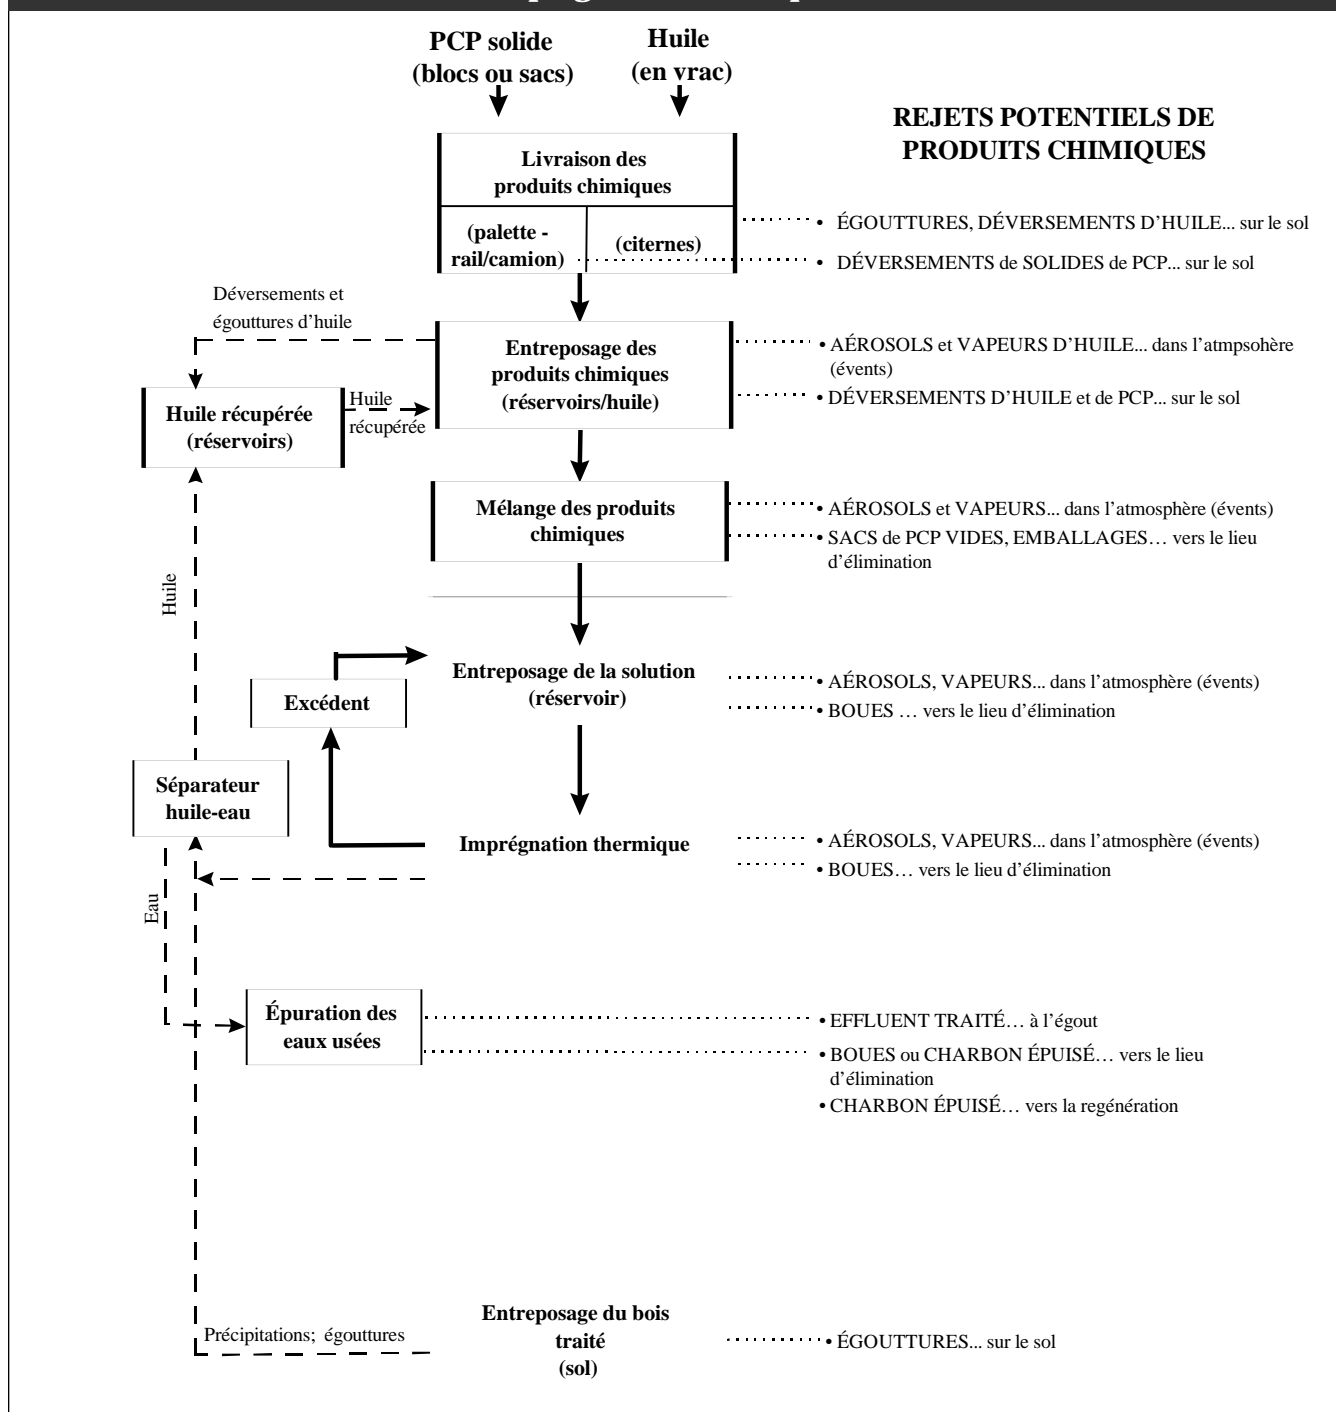 PCP solide
(blocs ou sacs)
Huile
(en vrac)
REJETS POTENTIELS DE
PRODUITS CHIMIQUES
Livraison des
produits chimiques
(palette -
rail/camion)
(citernes)
• ÉGOUTTURES, DÉVERSEMENTS D’HUILE... sur le sol
• DÉVERSEMENTS de SOLIDES de PCP... sur le sol
Déversements et
égouttures d’huile
Entreposage des
produits chimiques
(réservoirs/huile)
• AÉROSOLS et VAPEURS D’HUILE... dans l’atmpsohère
(évents)
• DÉVERSEMENTS D’HUILE et de PCP... sur le sol
Huile récupérée
(réservoirs)
Huile
récupérée
Mélange des produits
chimiques
• AÉROSOLS et VAPEURS... dans l’atmosphère (évents)
• SACS de PCP VIDES, EMBALLAGES… vers le lieu
d’élimination
Huile
Entreposage de la solution
(réservoir)
• AÉROSOLS, VAPEURS... dans l’atmosphère (évents)
• BOUES … vers le lieu d’élimination
Excédent
Séparateur
huile-eau
Imprégnation thermique
• AÉROSOLS, VAPEURS... dans l’atmosphère (évents)
• BOUES… vers le lieu d’élimination
Eau
Épuration des
eaux usées
• EFFLUENT TRAITÉ… à l’égout
• BOUES ou CHARBON ÉPUISÉ… vers le lieu
d’élimination
• CHARBON ÉPUISÉ… vers la regénération
Entreposage du bois
traité
(sol)
Précipitations; égouttures
• ÉGOUTTURES... sur le sol